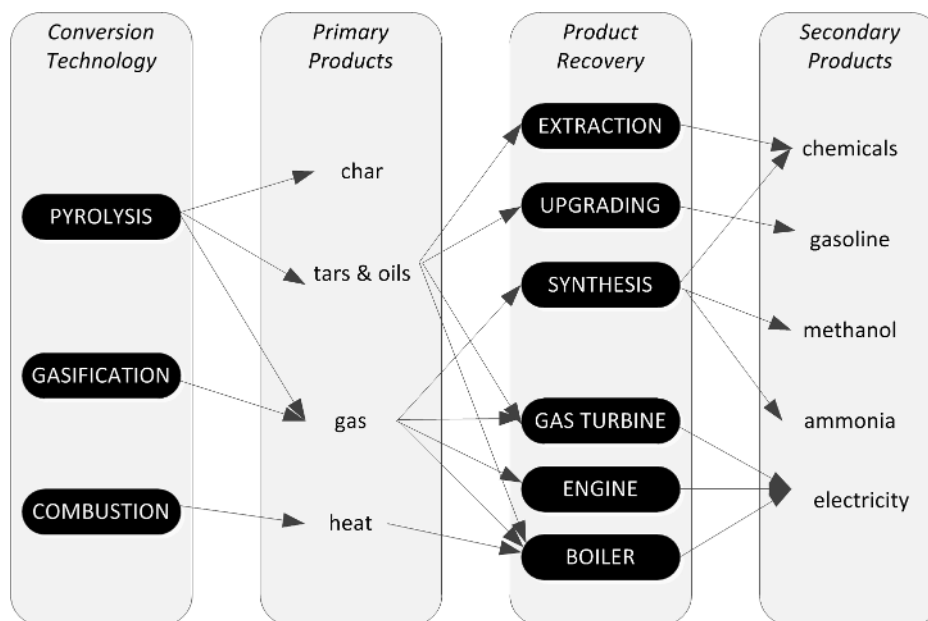 Conversion
Technology
Primary
Products
Product
Recovery
Secondary
Products
PYROLYSIS
GASIFICATION
COMBUSTION
char
tars & oils
gas
heat
EXTRACTION
UPGRADING
SYNTHESIS
GAS TURBINE
ENGINE
BOILER
chemicals
gasoline
methanol
ammonia
electricity